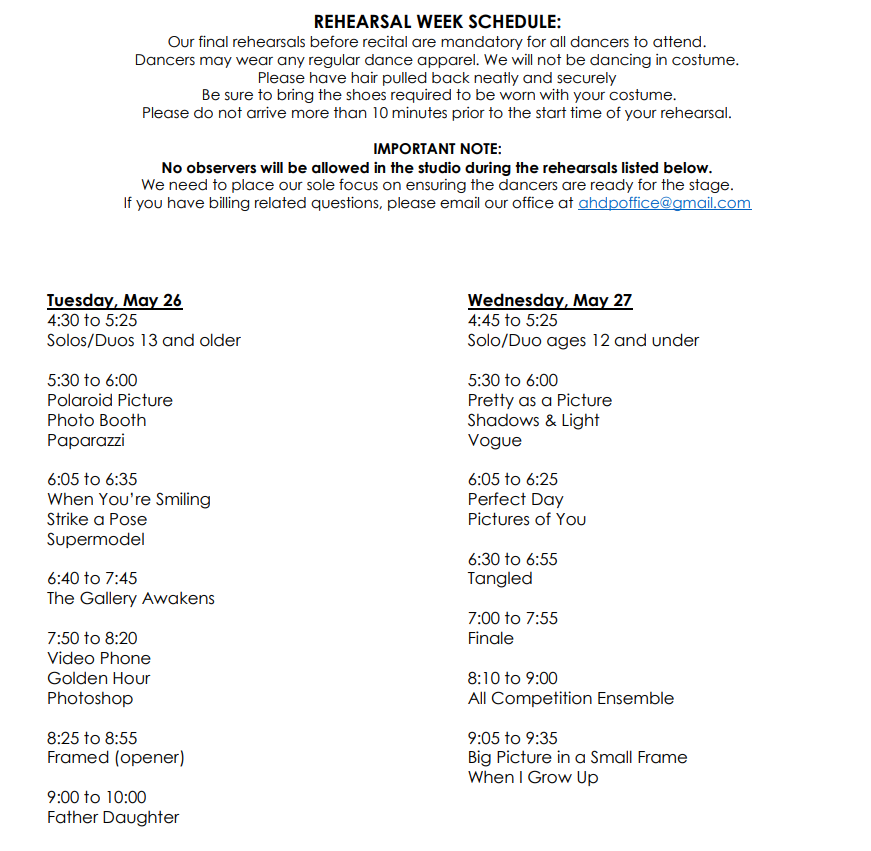 REHEARSAL WEEK SCHEDULE:
Our final rehearsals before recital are mandatory for all dancers to attend.
Dancers may wear any regular dance apparel. We will not be dancing in costume.
Please have hair pulled back neatly and securely
Be sure to bring the shoes required to be worn with your costume.
Please do not arrive more than 10 minutes prior to the start time of your rehearsal.
IMPORTANT NOTE:
No observers will be allowed in the studio during the rehearsals listed below.
We need to place our sole focus on ensuring the dancers are ready for the stage.
If you have billing related questions, please email our office at ahdpoffice@gmail.com
Tuesday, May 26
4:30 to 5:25
Solos/Duos 13 and older
5:30 to 6:00
Polaroid Picture
Photo Booth
Paparazzi
6:05 to 6:35
When You're Smiling
Strike a Pose
Supermodel
6:40 to 7:45
The Gallery Awakens
7:50 to 8:20
Video Phone
Golden Hour
Photoshop
8:25 to 8:55
Framed (opener)
9:00 to 10:00
Father Daughter
Wednesday, May 27
4:45 to 5:25
Solo/Duo ages 12 and under
5:30 to 6:00
Pretty as a Picture
Shadows & Light
Vogue
6:05 to 6:25
Perfect Day
Pictures of You
6:30 to 6:55
Tangled
7:00 to 7:55
Finale
8:10 to 9:00
All Competition Ensemble
9:05 to 9:35
Big Picture in a Small Frame
When I Grow Up